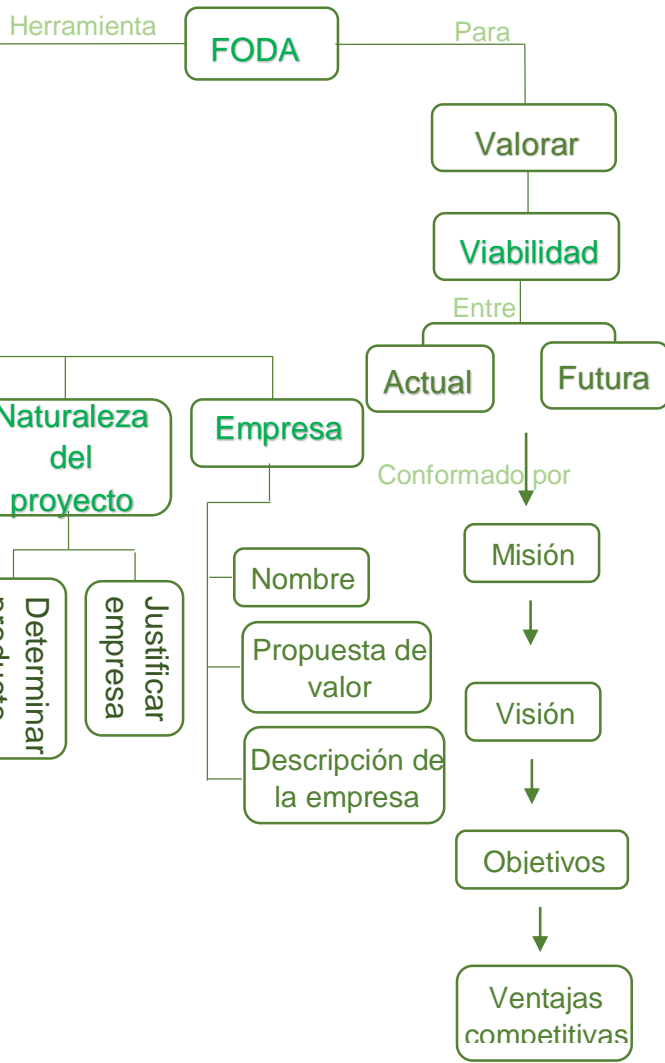 Herramienta
FODA
Para
Valorar
Viabilidad
Entre
Actual
Futura
Naturaleza
del
proyecto
Empresa
Conformado por
Determinar
producto
Justificar
empresa
Nombre
Propuesta de
valor
Descripción de
la empresa
Misión
Visión
Objetivos
Ventajas
competitivas